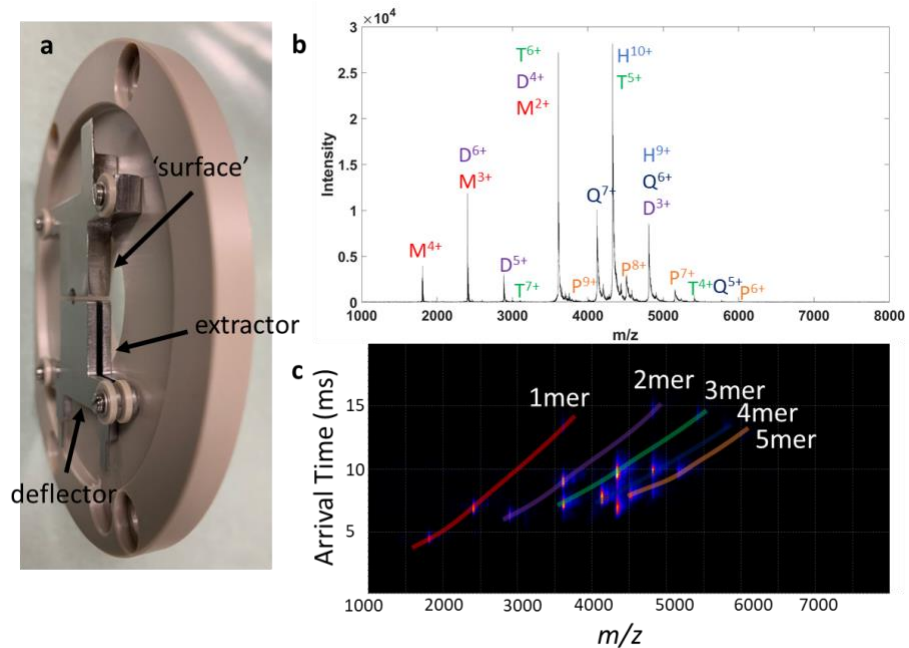 a
'surface'
extractor
deflector
b
3 ×10⁴
2.5
2
1.5
1
0.5
0
Intensity
1000 2000 3000 4000 5000 6000 7000 8000
m/z
M⁴⁺
D⁶⁺
M³⁺
D⁵⁺
T⁷⁺
T⁶⁺
D⁴⁺
M²⁺
P⁹⁺
Q⁷⁺
H¹⁰⁺
T⁵⁺
P⁸⁺
H⁹⁺
Q⁶⁺
D³⁺
P⁷⁺
T⁴⁺
Q⁵⁺
P⁶⁺
c
Arrival Time (ms)
15
10
5
1mer
2mer
3mer
4mer
5mer
1000 2000 3000 4000 5000 6000 7000
m/z